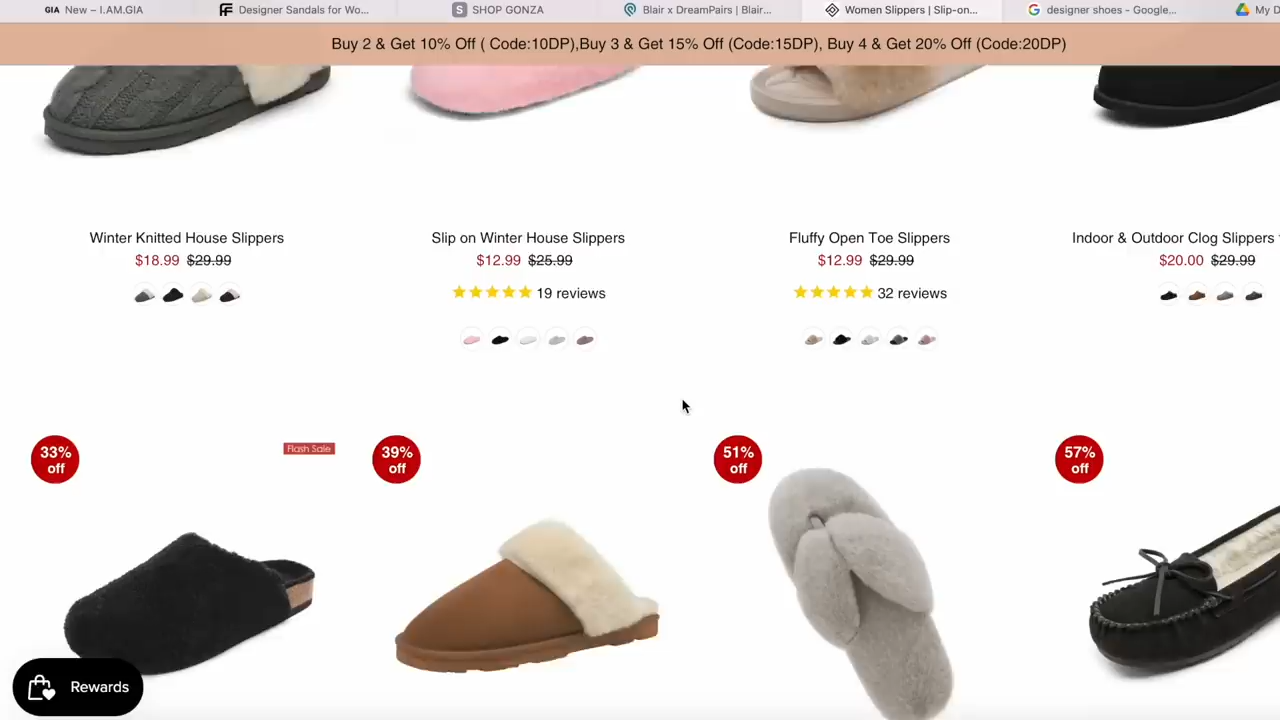 GIA New – I.AM.GIA
Designer Sandals for Wo...
S SHOP GONZA
Blair x DreamPairs | Blair...
Women Slippers | Slip-on...
designer shoes - Google...
My D
Buy 2 & Get 10% Off ( Code:10DP),Buy 3 & Get 15% Off (Code:15DP), Buy 4 & Get 20% Off (Code:20DP)
Winter Knitted House Slippers
$18.99 $29.99
Slip on Winter House Slippers
$12.99 $25.99
19 reviews
Fluffy Open Toe Slippers
$12.99 $29.99
32 reviews
Indoor & Outdoor Clog Slippers
$20.00 $29.99
33%
off
Flash Sale
39%
off
51%
off
57%
off
Rewards